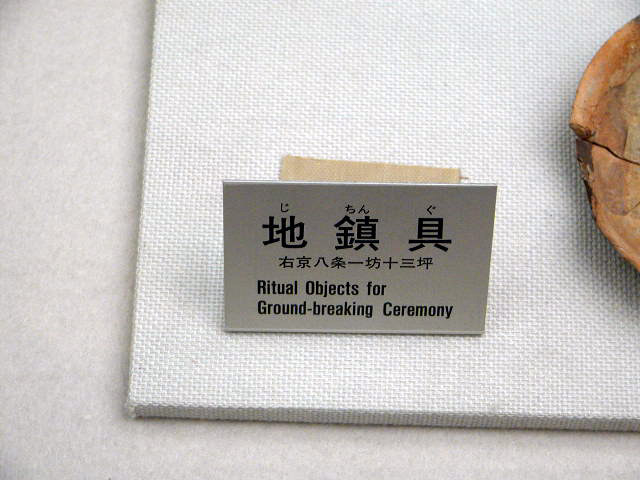 じ ちん ぐ
地鎮具
右京八条一坊十三坪
Ritual Objects for
Ground-breaking Ceremony